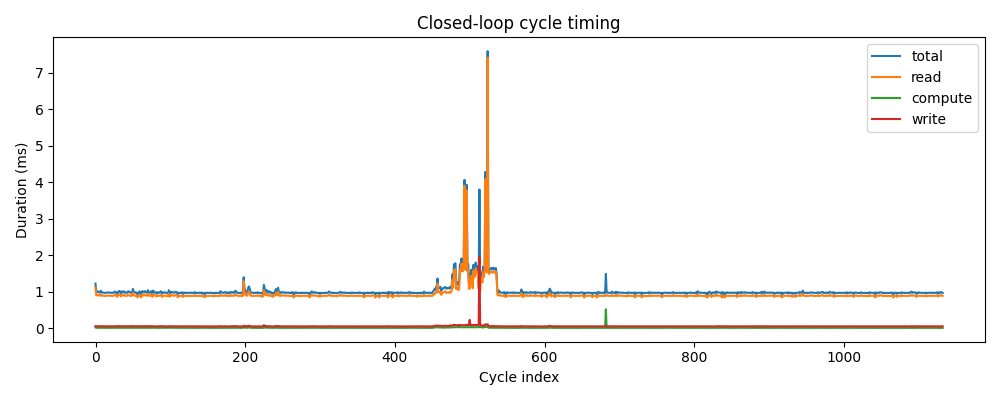 Closed-loop cycle timing
total
read
compute
write
Duration (ms)
7
6
5
4
3
2
1
0
0 200 400 600 800 1000
Cycle index